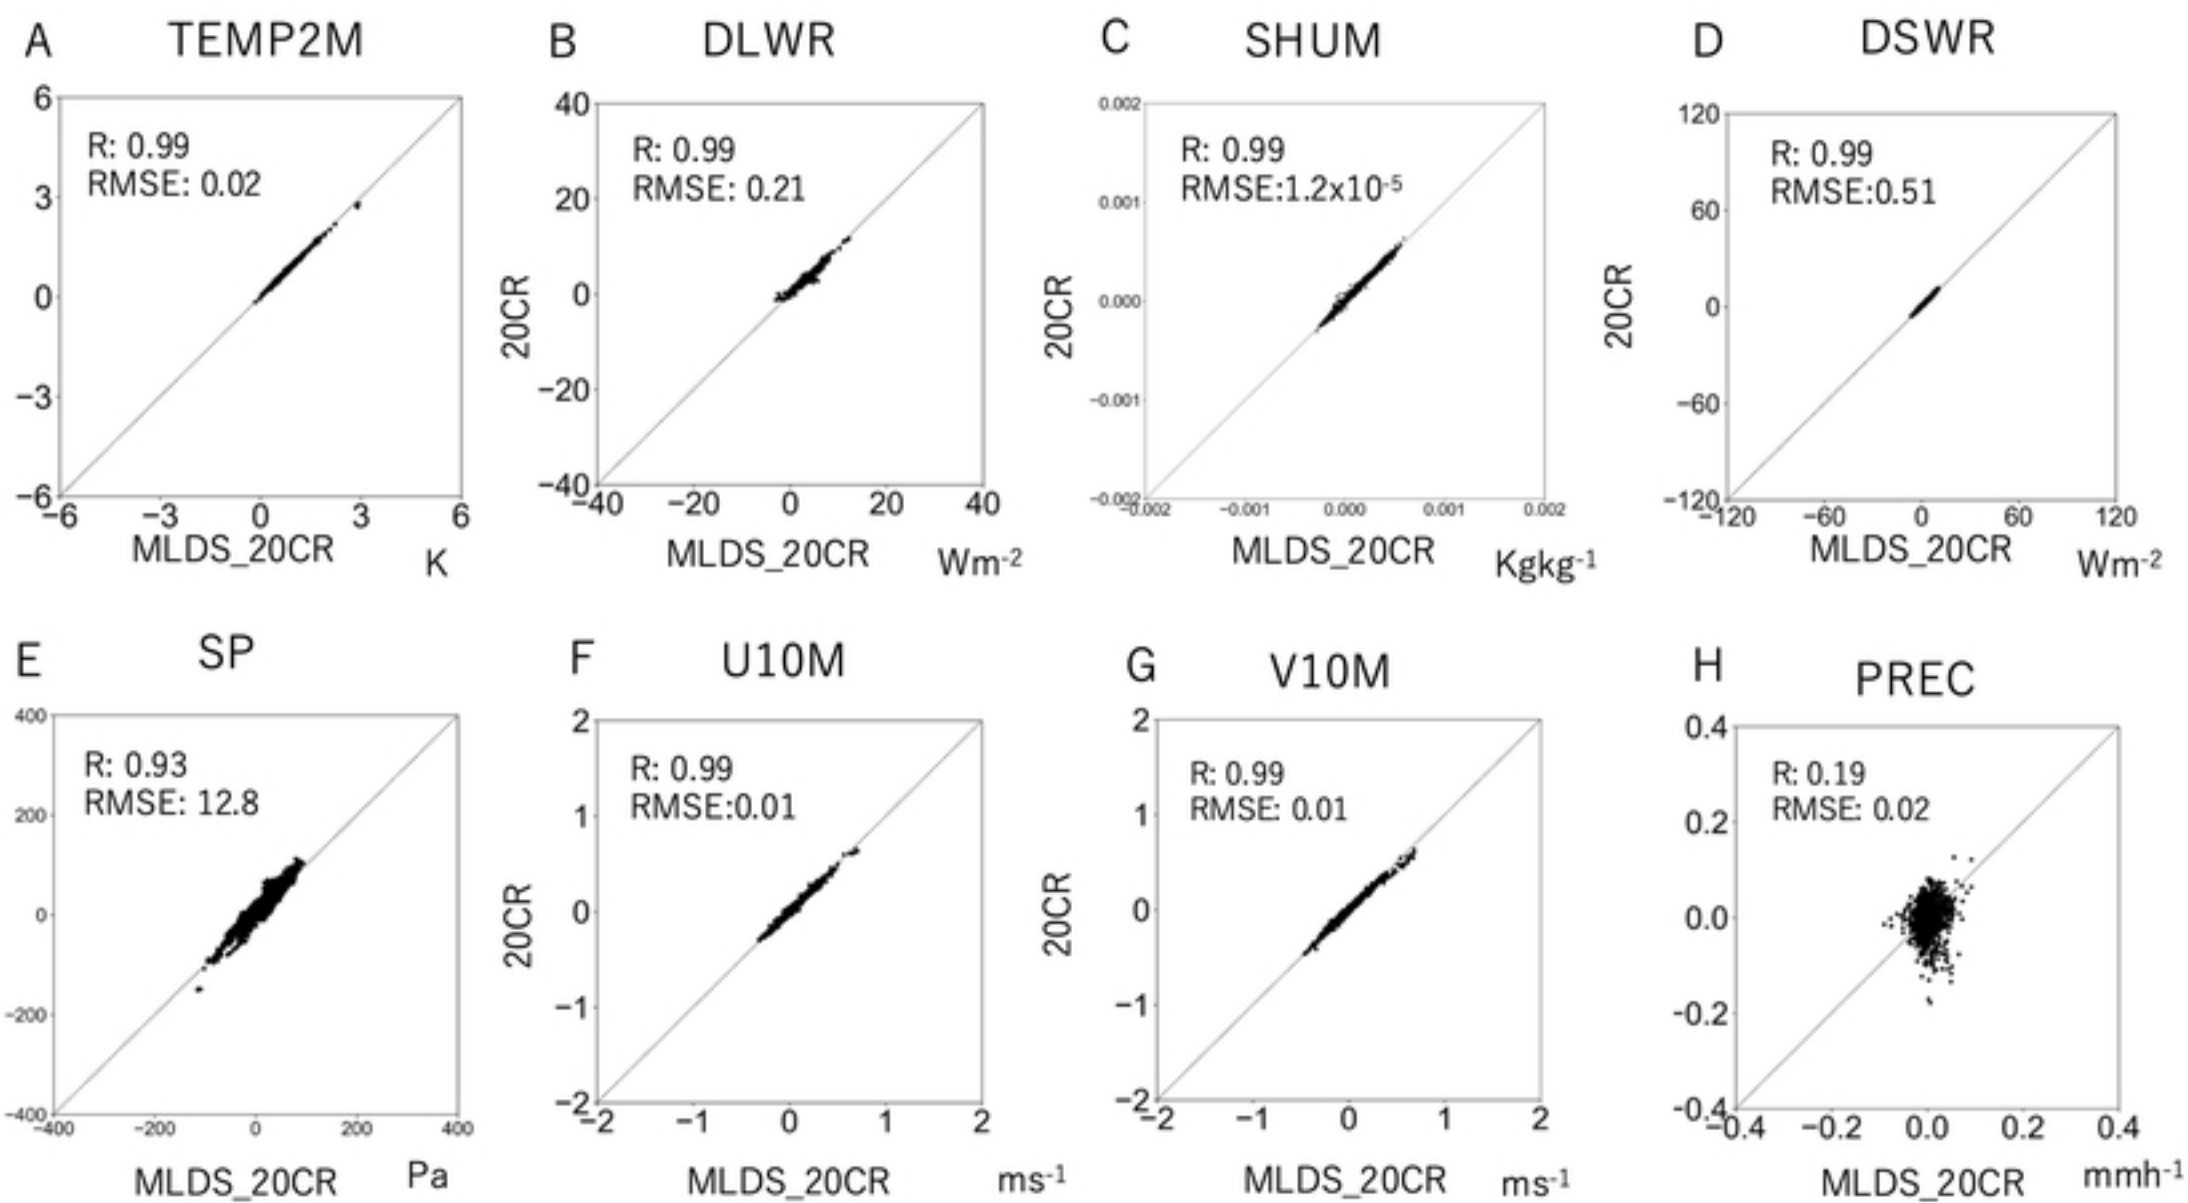 A TEMP2M
6
3
0
−3
−6
−6 −3 0 3 6
R: 0.99
RMSE: 0.02
MLDS_20CR K
B DLWR
40
20
0
−20
−40
−40 −20 0 20 40
R: 0.99
RMSE: 0.21
20CR
MLDS_20CR Wm-2
C SHUM
0.002
0.001
0.000
−0.001
−0.002
−0.002 −0.001 0.000 0.001 0.002
R: 0.99
RMSE:1.2x10-5
20CR
MLDS_20CR Kgkg-1
D DSWR
120
60
0
−60
−120
−120 −60 0 60 120
R: 0.99
RMSE:0.51
20CR
MLDS_20CR Wm-2
E SP
400
200
0
−200
−400
−400 −200 0 200 400
R: 0.93
RMSE: 12.8
MLDS_20CR Pa
F U10M
2
1
0
−1
−2
−2 −1 0 1 2
R: 0.99
RMSE:0.01
20CR
MLDS_20CR ms-1
G V10M
2
1
0
−1
−2
−2 −1 0 1 2
R: 0.99
RMSE: 0.01
20CR
MLDS_20CR ms-1
H PREC
0.4
0.2
0.0
−0.2
−0.4
−0.4 −0.2 0.0 0.2 0.4
R: 0.19
RMSE: 0.02
MLDS_20CR mmh-1